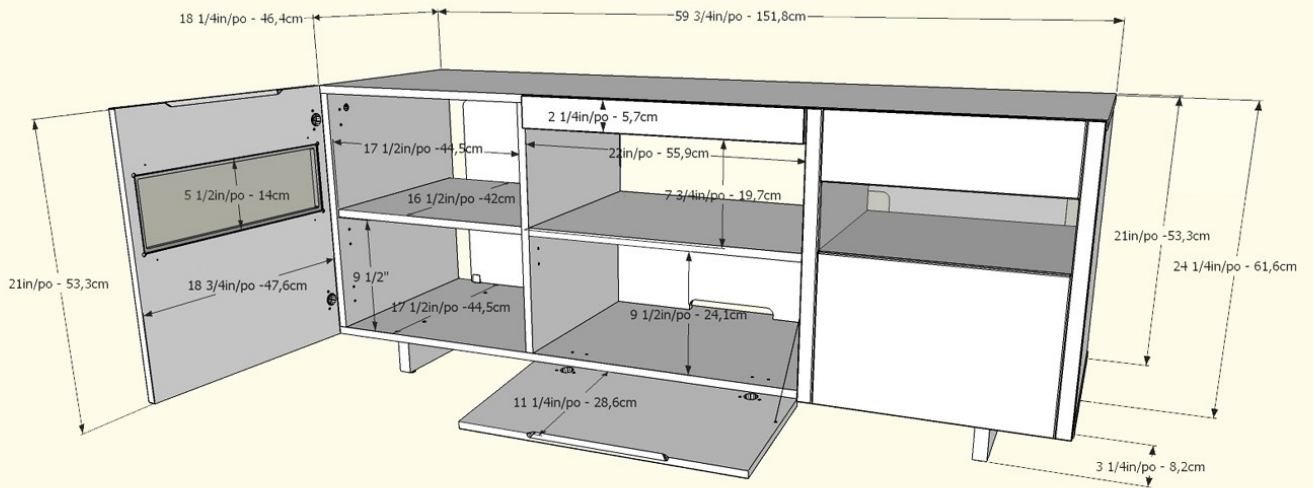 18 1/4in/po - 46,4cm
59 3/4in/po - 151,8cm
2 1/4in/po - 5,7cm
17 1/2in/po -44,5cm
22in/po - 55,9cm
5 1/2in/po - 14cm
16 1/2in/po -42cm
7 3/4in/po - 19,7cm
21in/po -53,3cm
24 1/4in/po - 61,6cm
21in/po - 53,3cm
18 3/4in/po -47,6cm
9 1/2"
17 1/2in/po -44,5cm
9 1/2in/po - 24,1cm
11 1/4in/po - 28,6cm
3 1/4in/po - 8,2cm